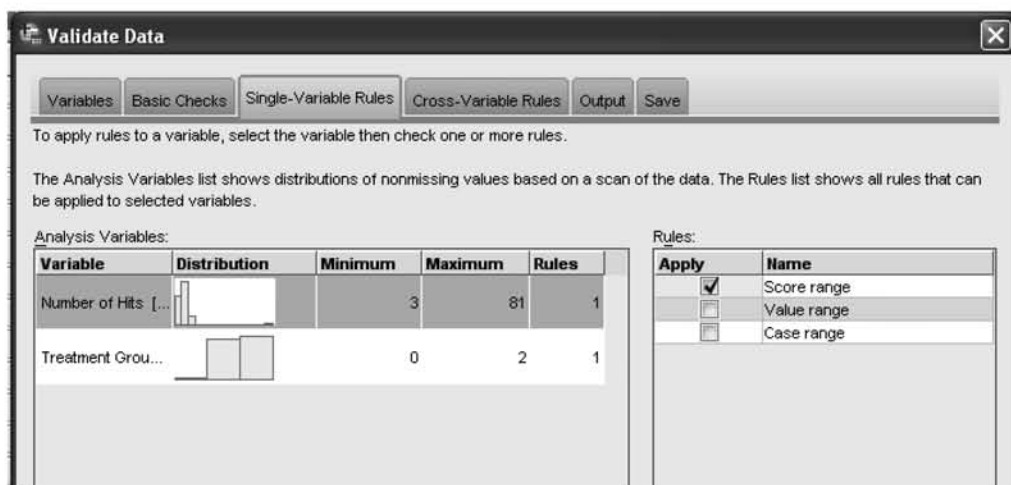 Validate Data
Variables Basic Checks Single-Variable Rules Cross-Variable Rules Output Save
To apply rules to a variable, select the variable then check one or more rules.
The Analysis Variables list shows distributions of nonmissing values based on a scan of the data. The Rules list shows all rules that can
be applied to selected variables.
Analysis Variables:
Variable Distribution Minimum Maximum Rules
Number of Hits [... 3 81 1
Treatment Grou... 0 2 1
Rules:
Apply Name
Score range
Value range
Case range